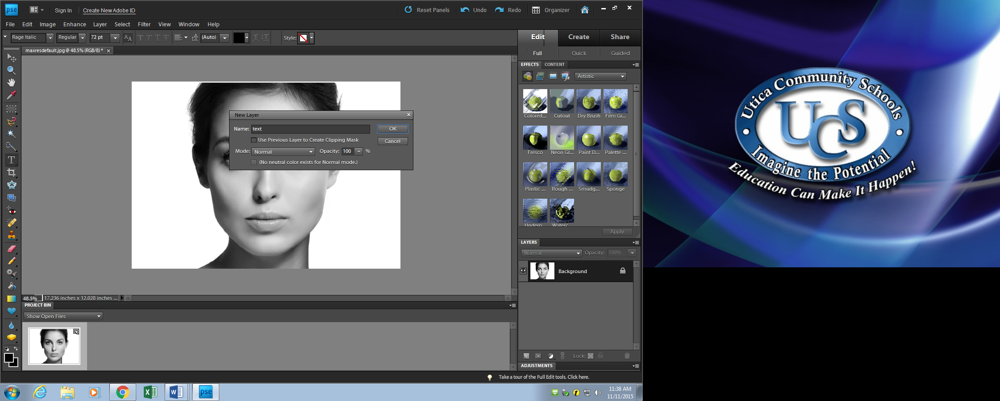 pse
Sign In
Create New Adobe ID
Reset Panels
Undo
Redo
Organizer
File Edit Image Enhance Layer Select Filter View Window Help
Rage Italic
Regular
72 pt
(Auto)
Style:
Edit
Create
Share
maxresdefault.jpg @ 48.5% (RGB/8) *
Full
Quick
Guided
EFFECTS
CONTENT
Artistic
Colored...
Cutout
Dry Brush
Film Gr...
Fresco
Neon Gl...
Paint D...
Palette ...
Plastic ...
Rough ...
Smudg...
Sponge
Underp
Waterc
Apply
New Layer
Name: text
OK
Use Previous Layer to Create Clipping Mask
Cancel
Mode: Normal
Opacity: 100 %
(No neutral color exists for Normal mode.)
LAYERS
Normal
Opacity: 100%
Background
Lock:
ADJUSTMENTS
48.5%
17.236 inches x 12.028 inches ...
PROJECT BIN
Show Open Files
Take a tour of the Full Edit tools. Click here.
pse
11:38 AM
11/11/2015
Utica Community Schools
UCS
Imagine the Potential
Education Can Make It Happen!